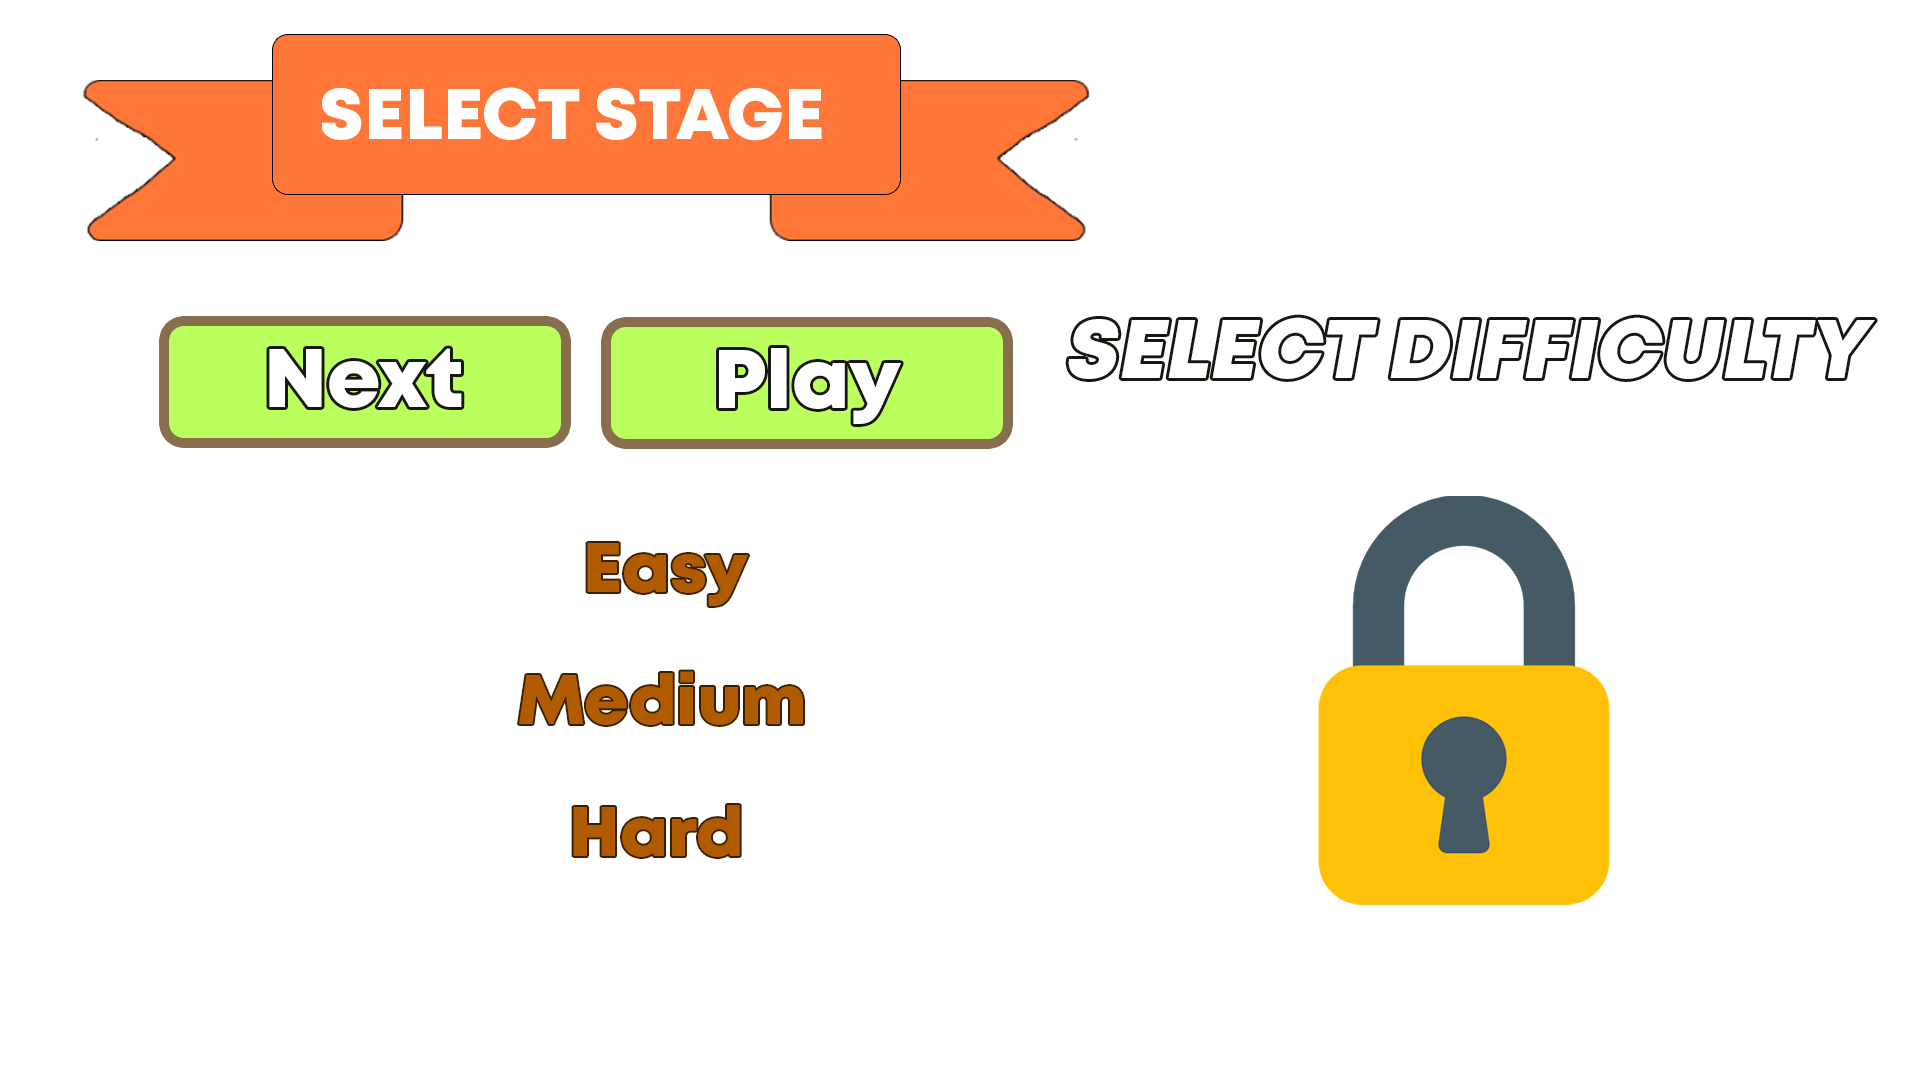 SELECT STAGE
Next
Play
SELECT DIFFICULTY
Easy
Medium
Hard